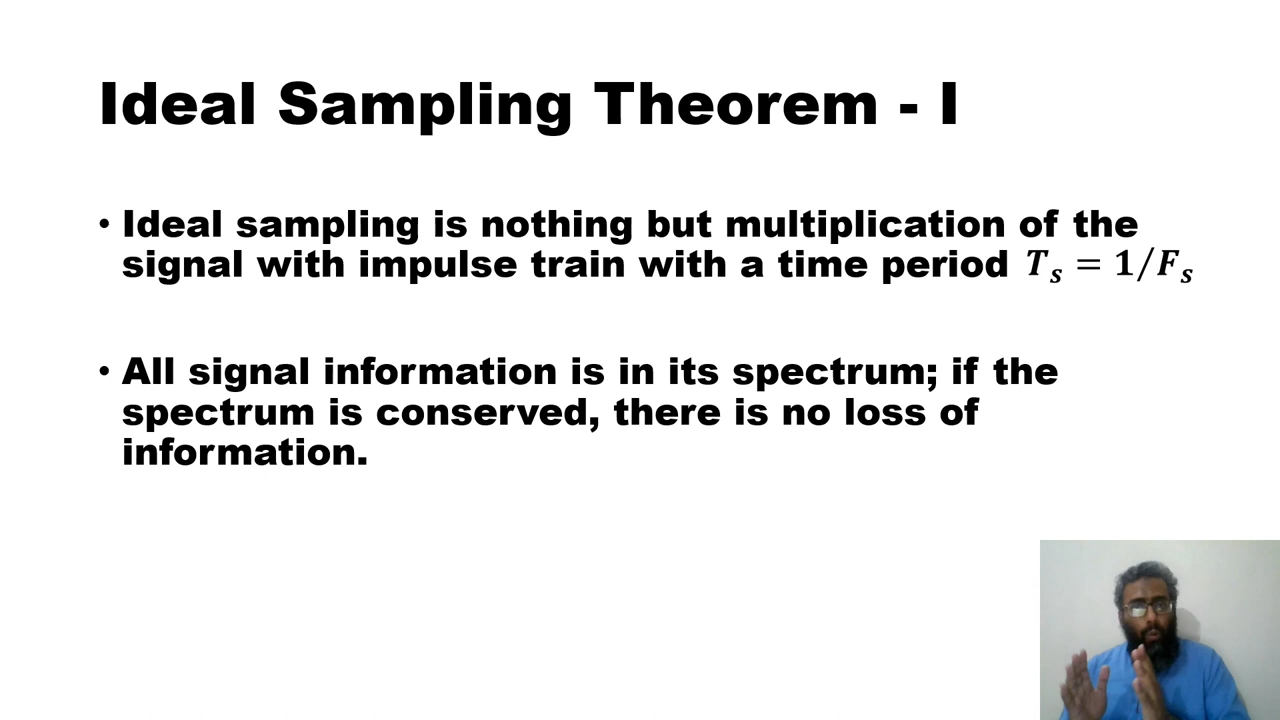 Ideal Sampling Theorem - I
• Ideal sampling is nothing but multiplication of the
signal with impulse train with a time period Tₛ = 1/Fₛ
• All signal information is in its spectrum; if the
spectrum is conserved, there is no loss of
information.